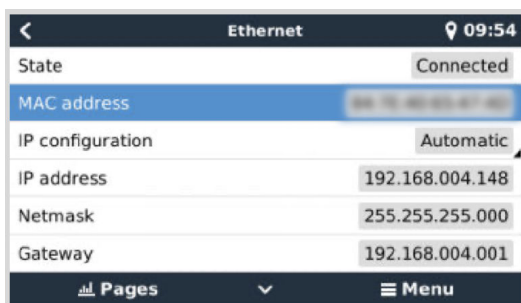 Ethernet 09:54
State Connected
MAC address
IP configuration Automatic
IP address 192.168.004.148
Netmask 255.255.255.000
Gateway 192.168.004.001
Pages Menu